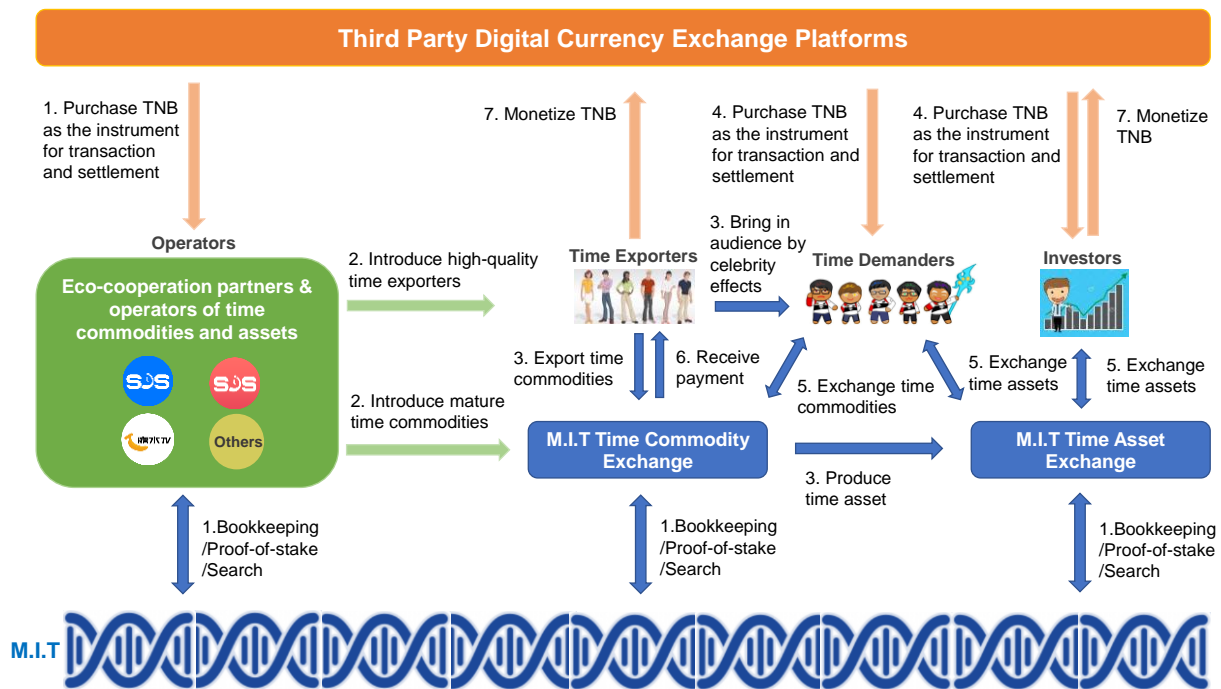 Third Party Digital Currency Exchange Platforms
1. Purchase TNB
as the instrument
for transaction
and settlement
7. Monetize TNB
4. Purchase TNB
as the instrument
for transaction and
settlement
4. Purchase TNB
as the instrument
for transaction and
settlement
7. Monetize
TNB
Operators
Eco-cooperation partners &
operators of time
commodities and assets
SDS
SDS
TV
Others
2. Introduce high-quality
time exporters
2. Introduce mature
time commodities
Time Exporters
3. Bring in
audience by
celebrity
effects
Time Demanders
Investors
3. Export time
commodities
6. Receive
payment
5. Exchange time
commodities
5. Exchange
time assets
5. Exchange
time assets
M.I.T Time Commodity
Exchange
3. Produce
time asset
M.I.T Time Asset
Exchange
1.Bookkeeping
/Proof-of-stake
/Search
1.Bookkeeping
/Proof-of-stake
/Search
1.Bookkeeping
/Proof-of-stake
/Search
M.I.T